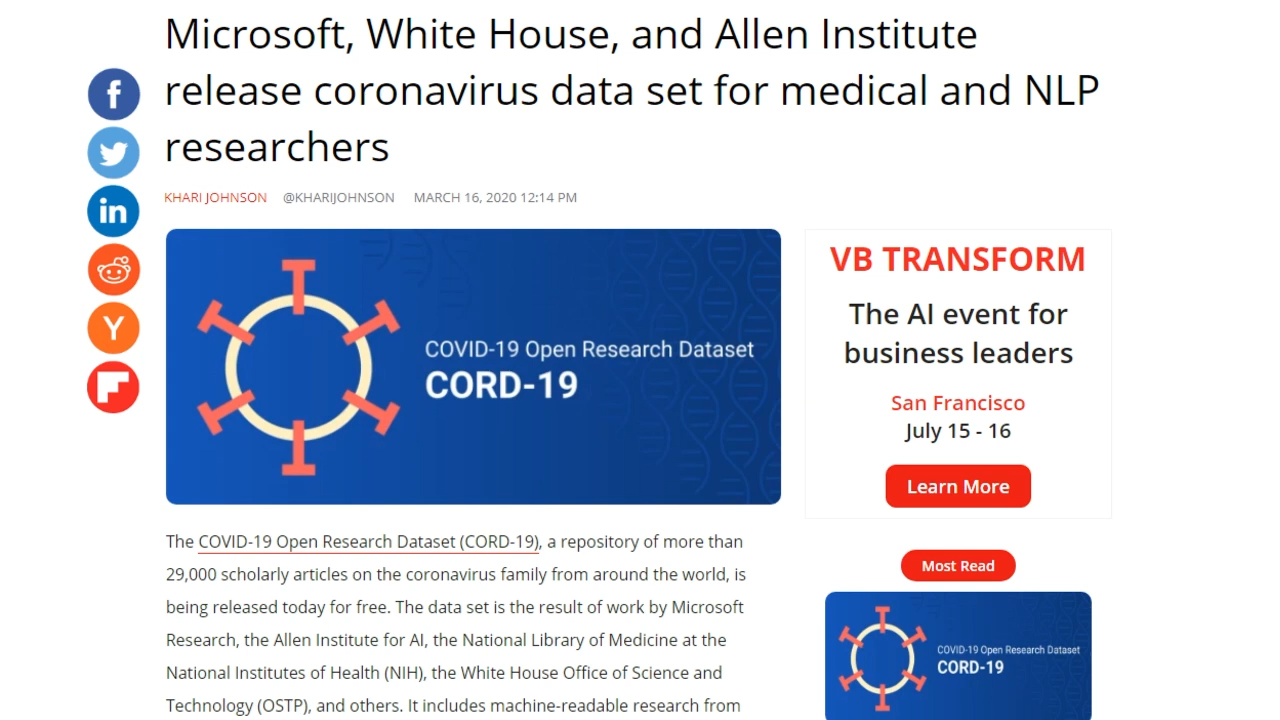 Microsoft, White House, and Allen Institute
release coronavirus data set for medical and NLP
researchers
KHARI JOHNSON @KHARIJOHNSON MARCH 16, 2020 12:14 PM
f
in
Y
COVID-19 Open Research Dataset
CORD-19
The COVID-19 Open Research Dataset (CORD-19), a repository of more than
29,000 scholarly articles on the coronavirus family from around the world, is
being released today for free. The data set is the result of work by Microsoft
Research, the Allen Institute for AI, the National Library of Medicine at the
National Institutes of Health (NIH), the White House Office of Science and
Technology (OSTP), and others. It includes machine-readable research from
VB TRANSFORM
The AI event for
business leaders
San Francisco
July 15 - 16
Learn More
Most Read
COVID-19 Open Research Dataset
CORD-19